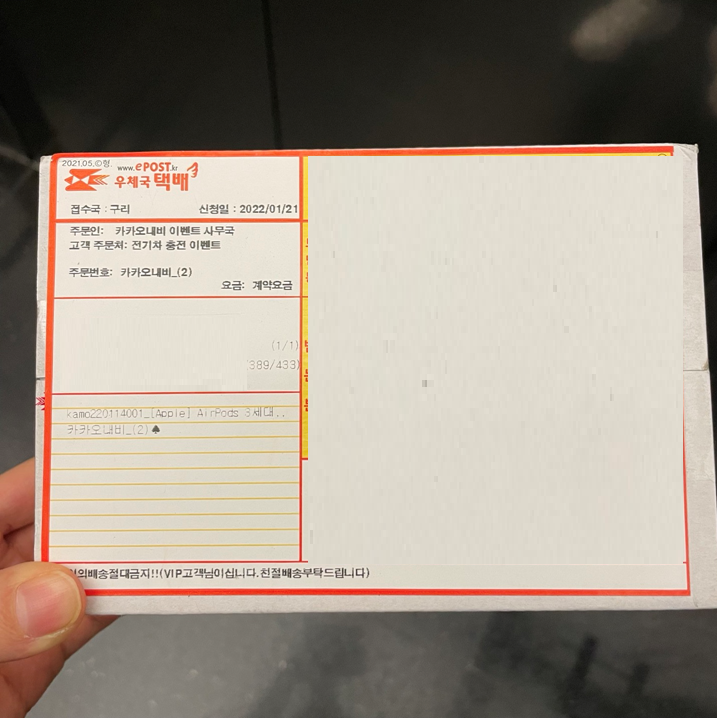 2021.05.
www.ePOST.kr
우체국 택배
접수국 : 구리 신청일 : 2022/01/21
주문인: 카카오내비 이벤트 사무국
고객 주문처: 전기차 충전 이벤트
주문번호: 카카오내비_(2)
요금: 계약요금
(1/1)
389/433)
kamo220114001_[Apple] AirPods 3세대,,
카카오내비_(2)♠
의배송절대금지!!(VIP고객님이십니다.친절배송부탁드립니다)